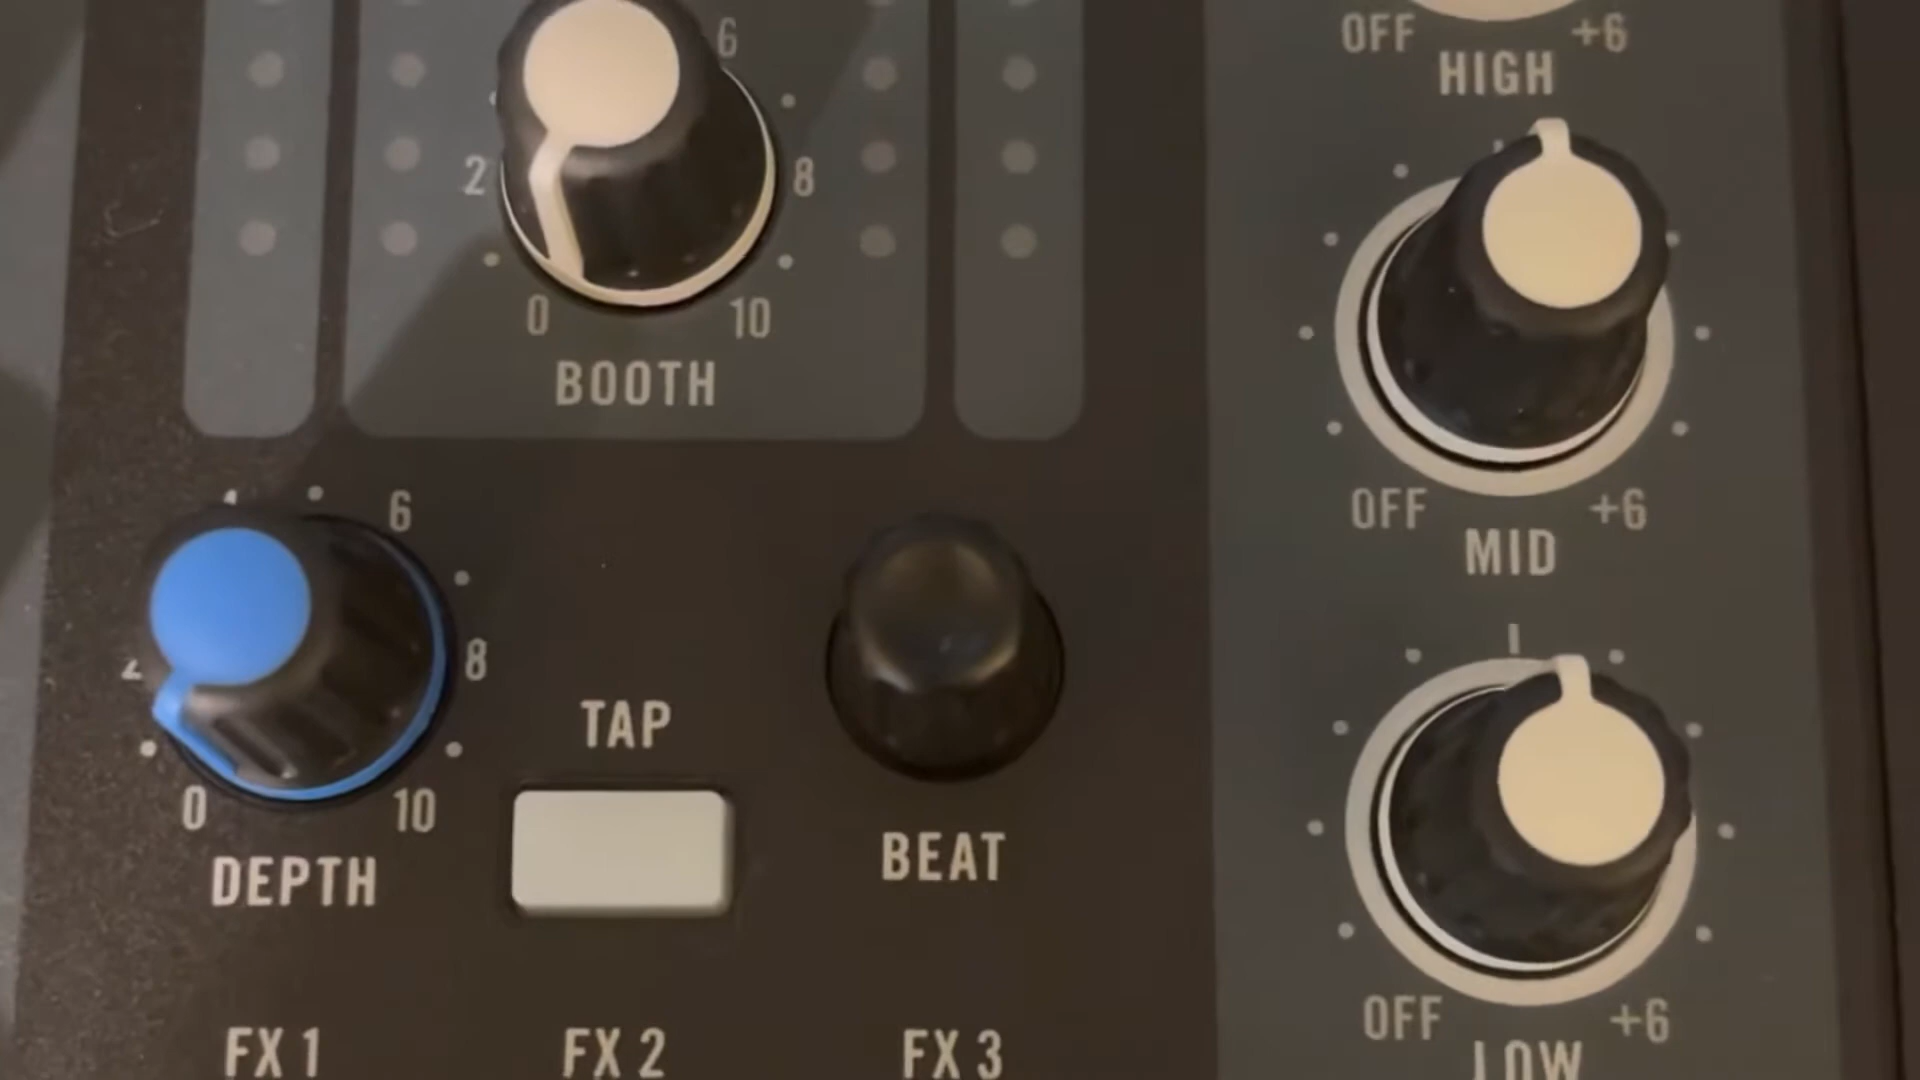 6
OFF +6
HIGH
2 8
0 10
BOOTH
OFF +6
MID
6
8
0 10
DEPTH
TAP
BEAT
OFF +6
LOW
FX 1 FX 2 FX 3